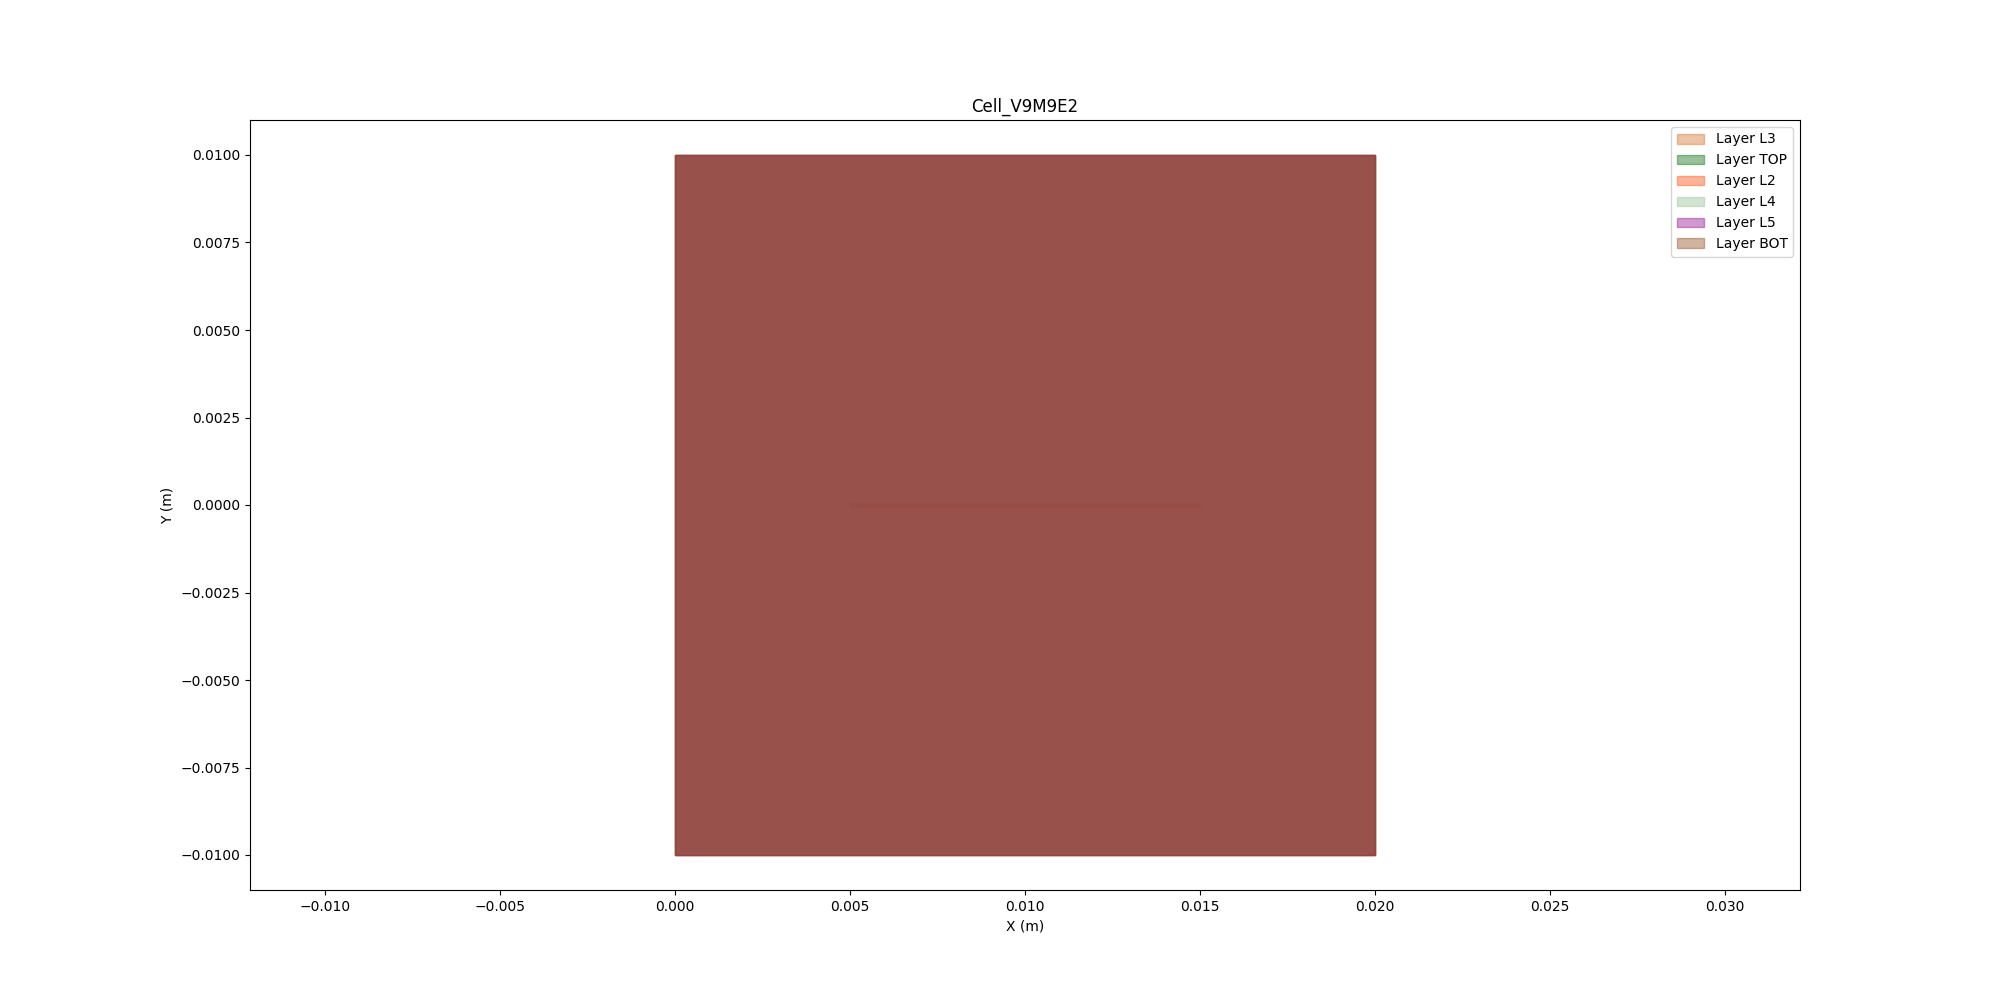 Cell_V9M9E2
Layer L3
Layer TOP
Layer L2
Layer L4
Layer L5
Layer BOT
0.0100
0.0075
0.0050
0.0025
0.0000
−0.0025
−0.0050
−0.0075
−0.0100
Y (m)
−0.010 −0.005 0.000 0.005 0.010 0.015 0.020 0.025 0.030
X (m)